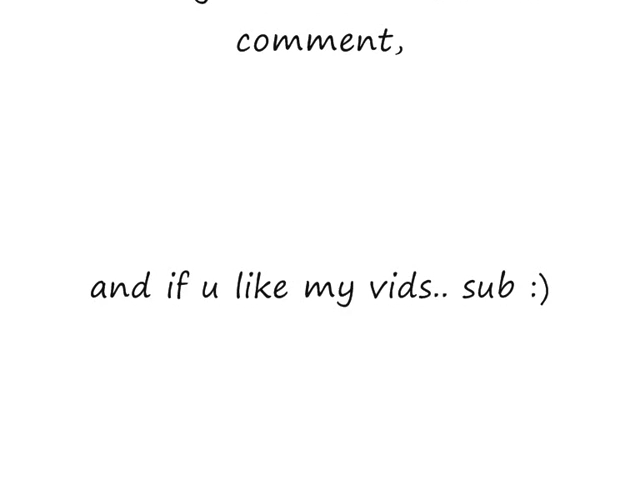 comment,
and if u like my vids.. sub :)